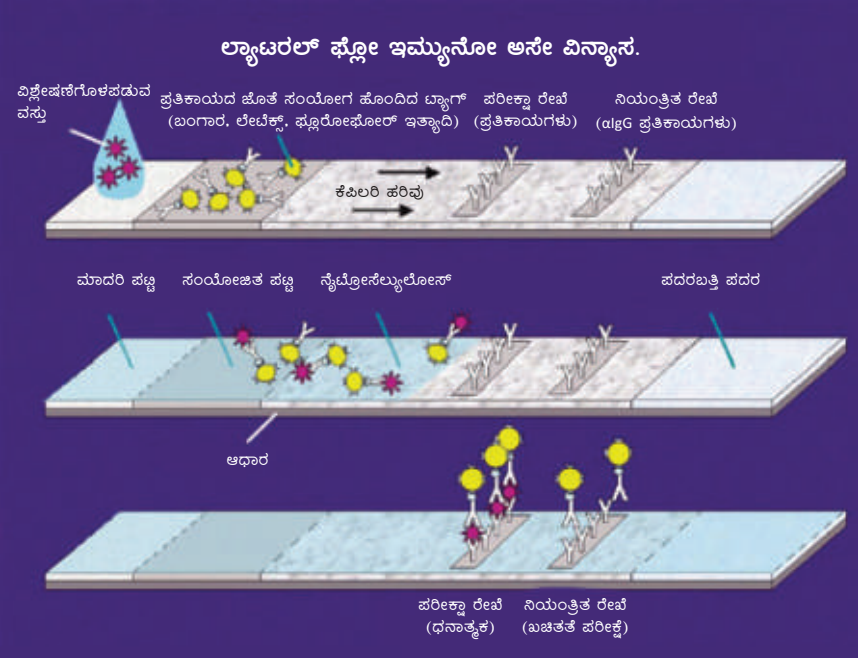 ಲ್ಯಾಟರಲ್ ಫ್ಲೋ ಇಮ್ಯುನೋ ಅಸೇ ವಿನ್ಯಾಸ.
ವಿಶ್ಲೇಷಣೆಗೊಳಪಡುವ
ವಸ್ತು
ಪ್ರತಿಕಾಯದ ಜೊತೆ ಸಂಯೋಗ ಹೊಂದಿದ ಟ್ಯಾಗ್
(ಬಂಗಾರ, ಲೇಟೆಕ್ಸ್, ಫ್ಲೂರೋಫೋರ್ ಇತ್ಯಾದಿ)
ಪರೀಕ್ಷಾ ರೇಖೆ
(ಪ್ರತಿಕಾಯಗಳು)
ನಿಯಂತ್ರಿತ ರೇಖೆ
(αIgG ಪ್ರತಿಕಾಯಗಳು)
ಕೆಪಿಲರಿ ಹರಿವು
ಮಾದರಿ ಪಟ್ಟಿ
ಸಂಯೋಜಿತ ಪಟ್ಟಿ
ನೈಟ್ರೋಸೆಲ್ಯುಲೋಸ್
ಪದರಬತ್ತಿ ಪದರ
ಆಧಾರ
ಪರೀಕ್ಷಾ ರೇಖೆ
(ಧನಾತ್ಮಕ)
ನಿಯಂತ್ರಿತ ರೇಖೆ
(ಖಚಿತತೆ ಪರೀಕ್ಷೆ)